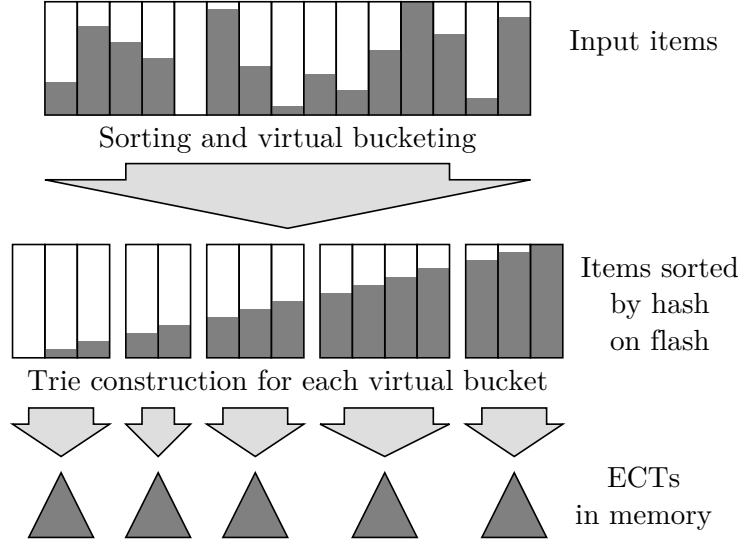 Input items
Sorting and virtual bucketing
Items sorted
by hash
on flash
Trie construction for each virtual bucket
ECTs
in memory